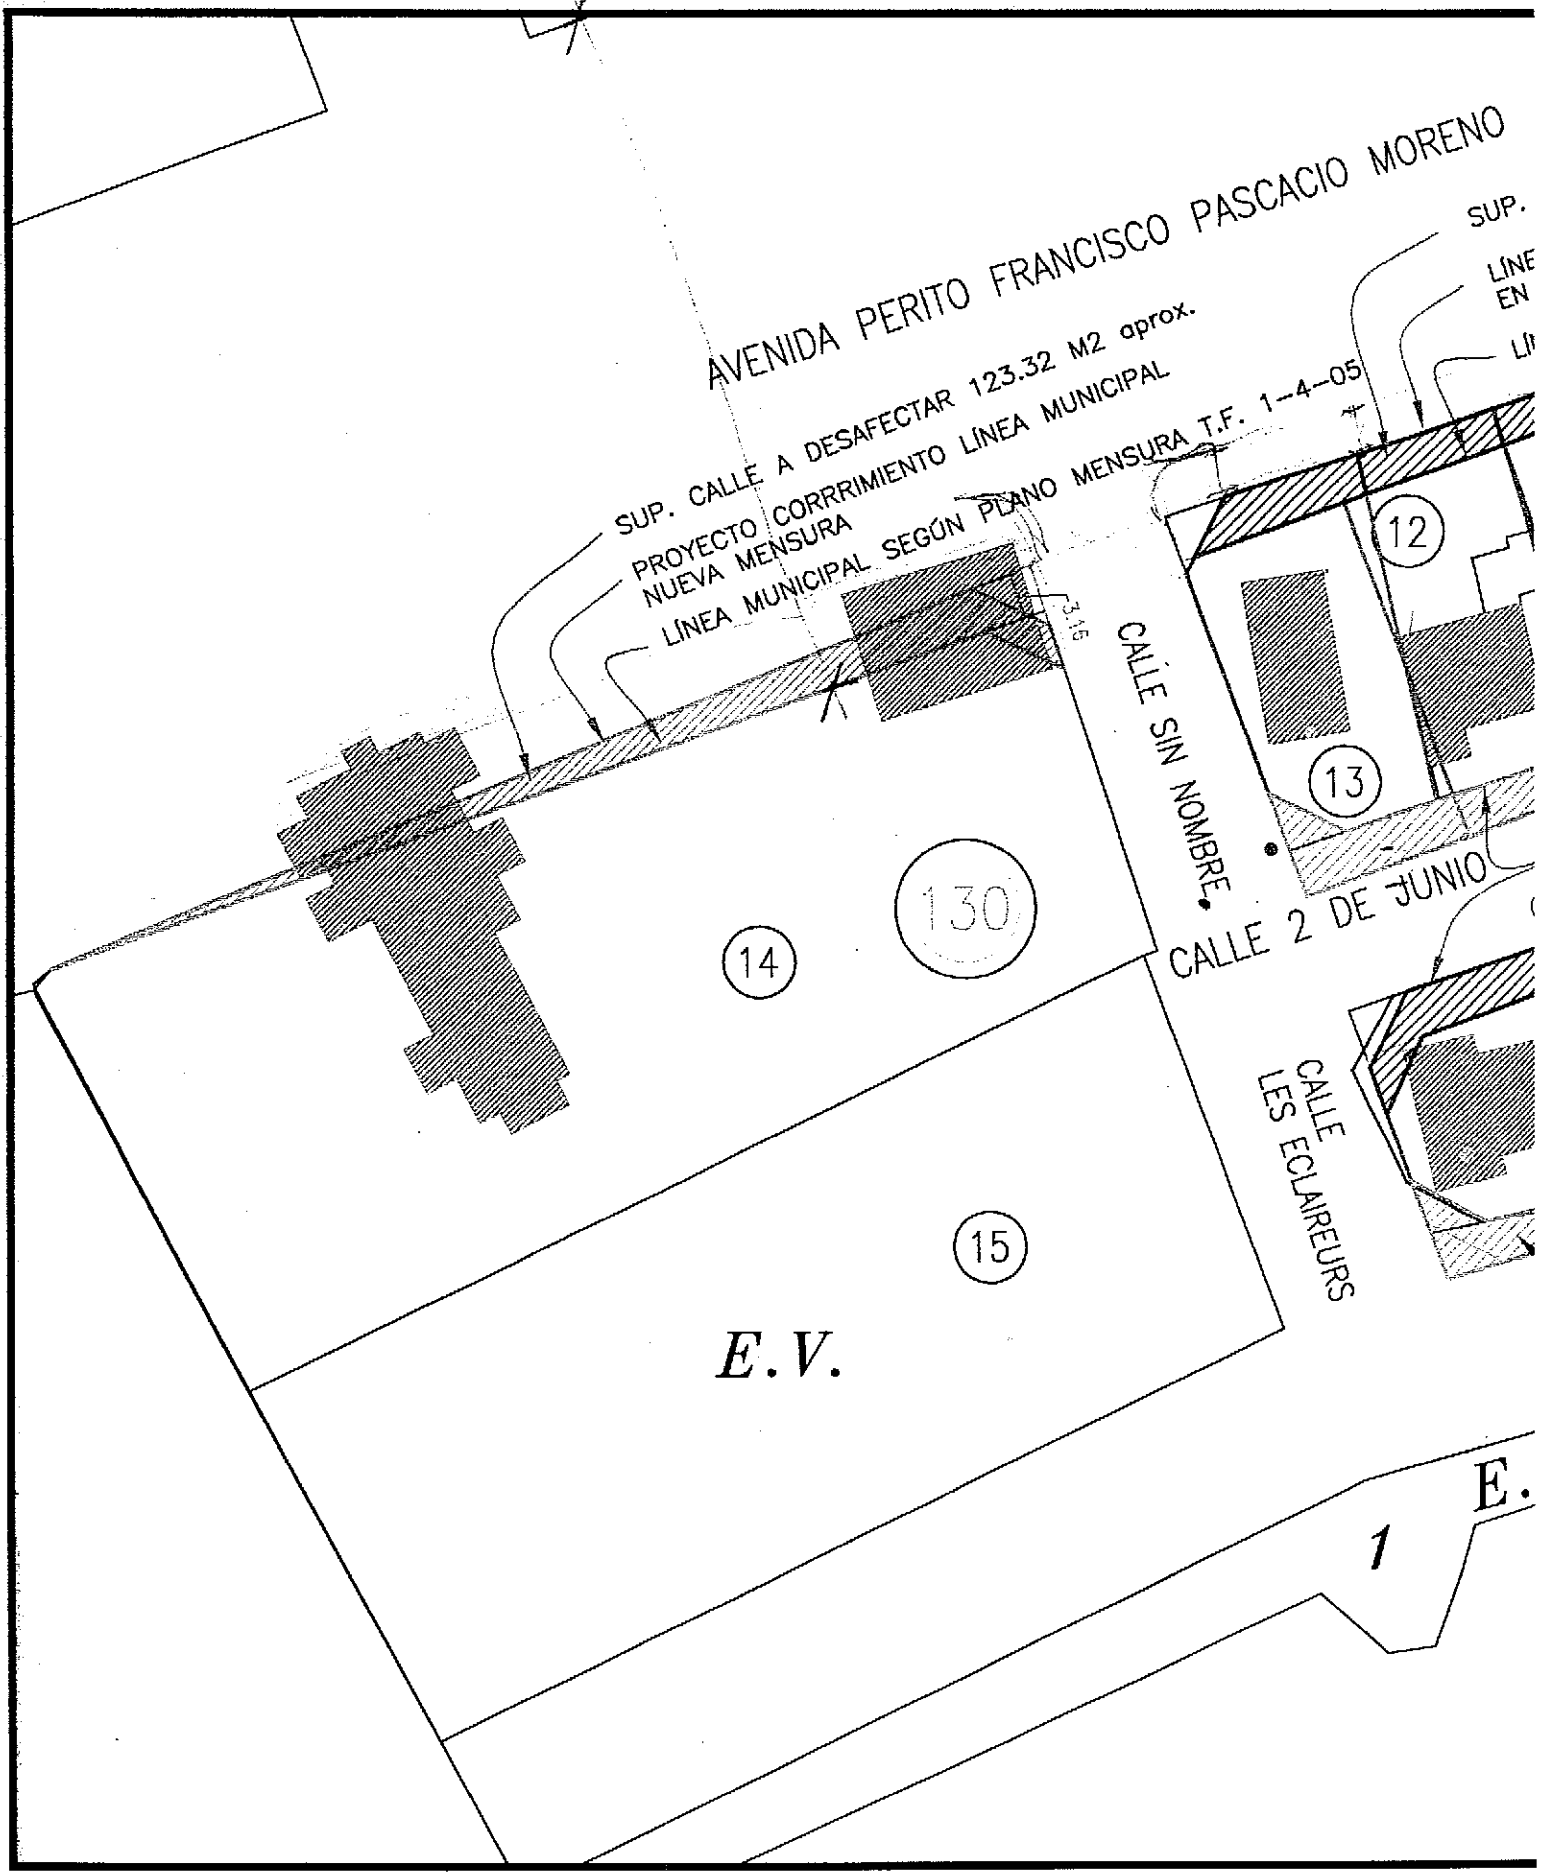 AVENIDA PERITO FRANCISCO PASCACIO MORENO
SUP.
LÍNE
EN
LÍ
SUP. CALLE A DESAFECTAR 123.32 M2 aprox.
PROYECTO CORRRIMIENTO LÍNEA MUNICIPAL
NUEVA MENSURA
LÍNEA MUNICIPAL SEGÚN PLANO MENSURA T.F. 1-4-05
3.16
12
13
CALLE SIN NOMBRE
CALLE 2 DE JUNIO
130
14
CALLE
LES ECLAIREURS
15
E.V.
E.
1